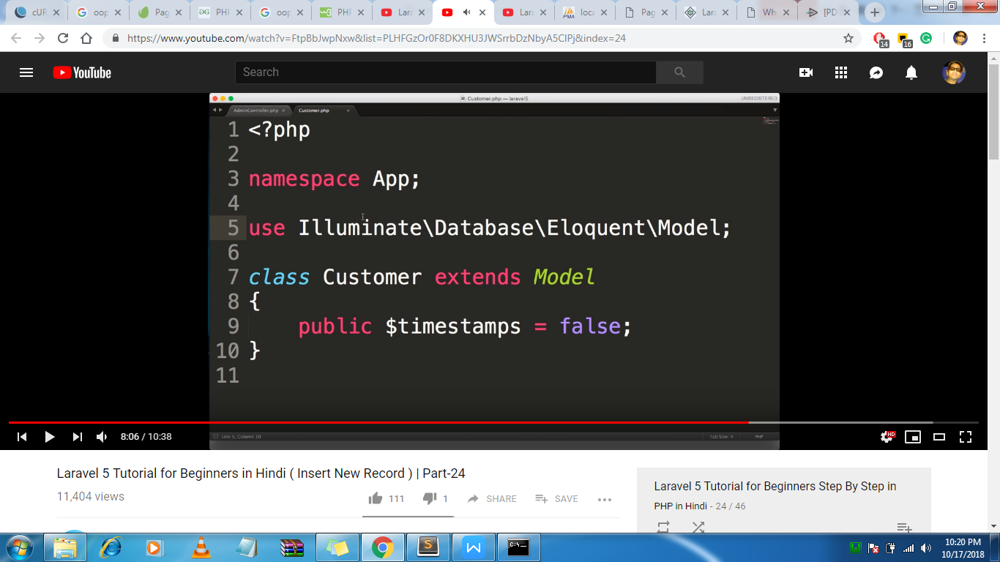 cUR
oop
Pag
PHP
oop
PHP
Lara
Lara
loca
Pag
Lara
Wh
[PD
https://www.youtube.com/watch?v=FtpBbJwpNxw&list=PLHFGzOr0F8DKXHU3JWSrrbDzNbyA5CIPj&index=24
14
16
YouTube
Search
Customer.php — laravel5
UNREGISTERED
AdminController.php
Customer.php
1 <?php
2
3 namespace App;
4
5 use Illuminate\Database\Eloquent\Model;
6
7 class Customer extends Model
8 {
9 public $timestamps = false;
10 }
11
Line 5, Column 10
Tab Size: 4
PHP
8:06 / 10:38
HD
Laravel 5 Tutorial for Beginners in Hindi ( Insert New Record ) | Part-24
11,404 views
111
1
SHARE
SAVE
Laravel 5 Tutorial for Beginners Step By Step in
PHP in Hindi - 24 / 46
10:20 PM
10/17/2018